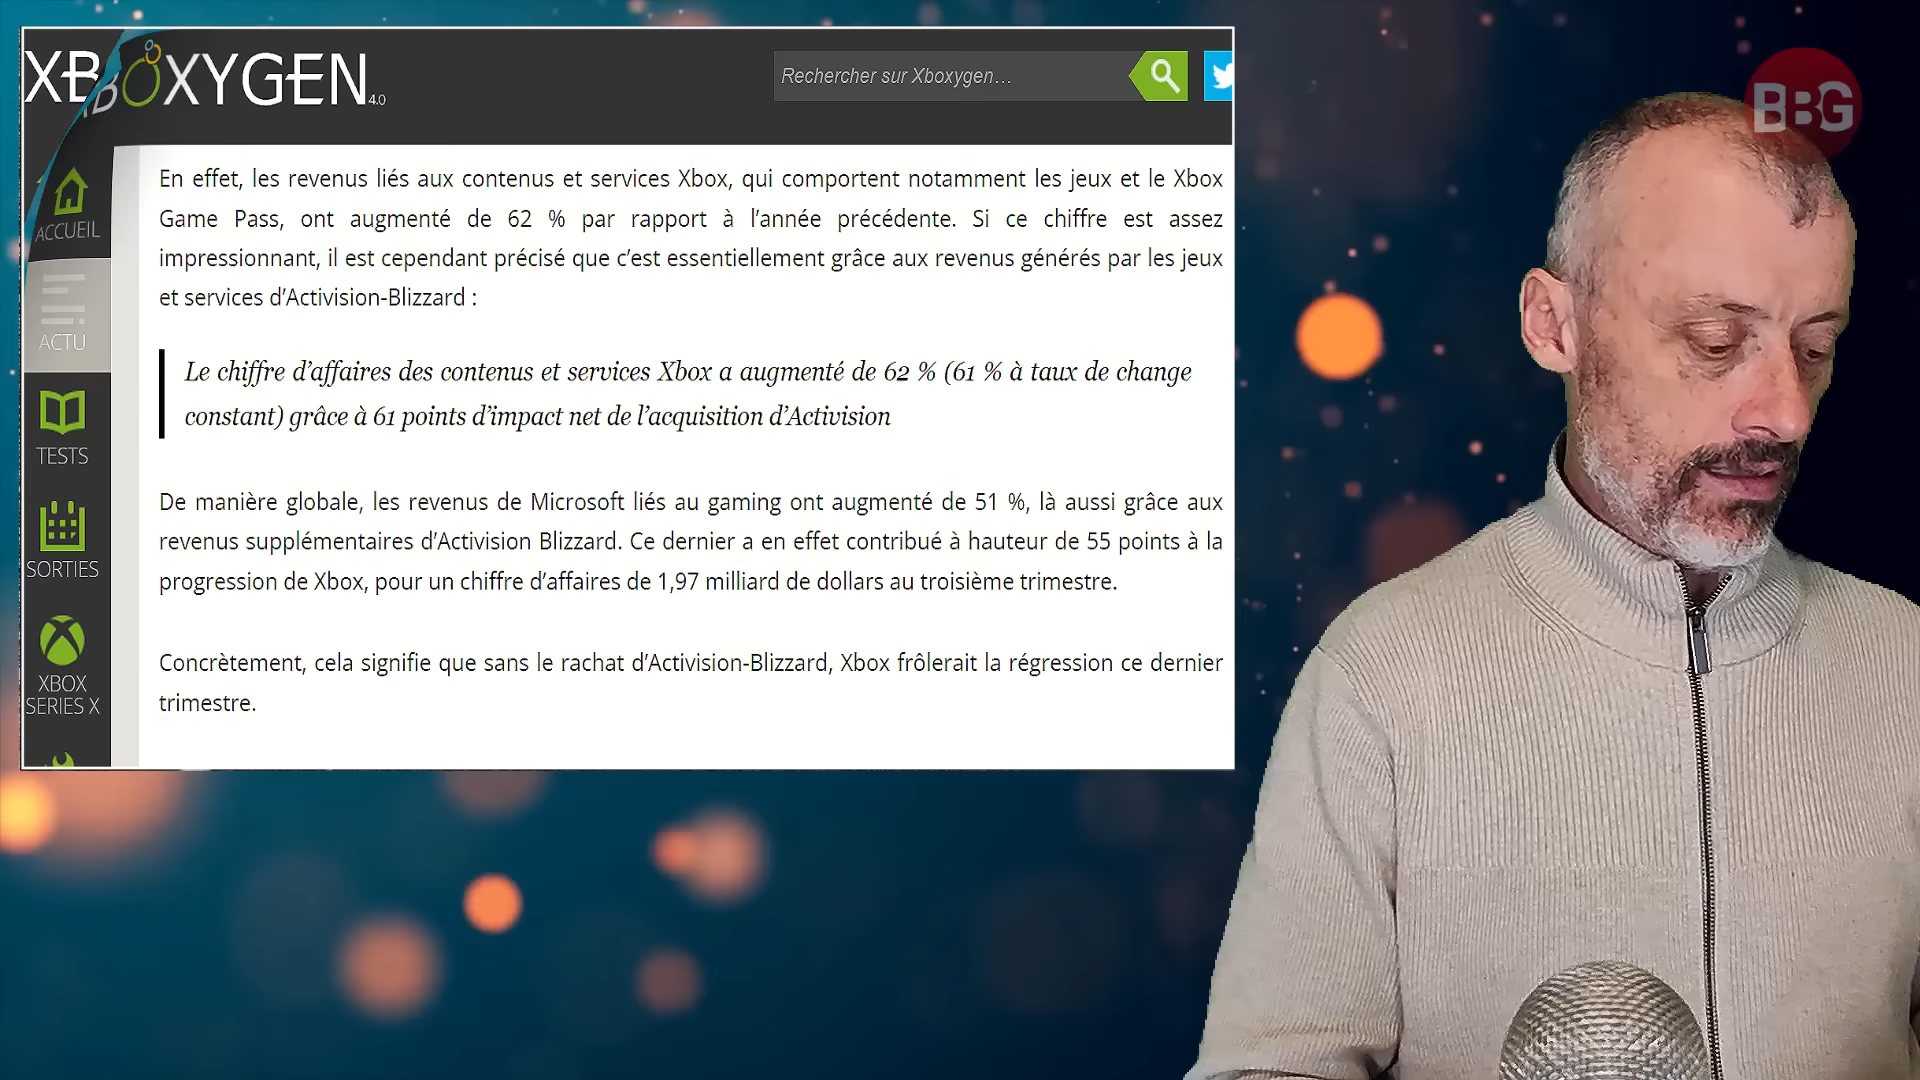 XBOXYGEN 4.0
Rechercher sur Xboxygen…
BBG
ACCUEIL
ACTU
TESTS
SORTIES
XBOX
SERIES X
En effet, les revenus liés aux contenus et services Xbox, qui comportent notamment les jeux et le Xbox
Game Pass, ont augmenté de 62 % par rapport à l’année précédente. Si ce chiffre est assez
impressionnant, il est cependant précisé que c’est essentiellement grâce aux revenus générés par les jeux
et services d’Activision-Blizzard :
Le chiffre d’affaires des contenus et services Xbox a augmenté de 62 % (61 % à taux de change
constant) grâce à 61 points d’impact net de l’acquisition d’Activision
De manière globale, les revenus de Microsoft liés au gaming ont augmenté de 51 %, là aussi grâce aux
revenus supplémentaires d’Activision Blizzard. Ce dernier a en effet contribué à hauteur de 55 points à la
progression de Xbox, pour un chiffre d’affaires de 1,97 milliard de dollars au troisième trimestre.
Concrètement, cela signifie que sans le rachat d’Activision-Blizzard, Xbox frôlerait la régression ce dernier
trimestre.